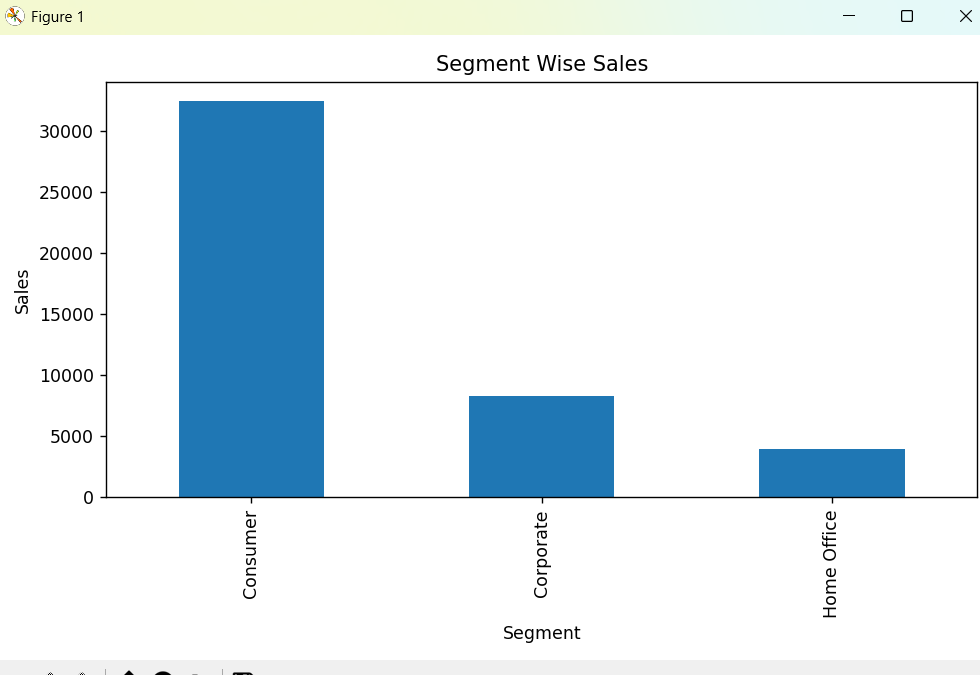 Figure 1
Segment Wise Sales
30000
25000
20000
15000
10000
5000
0
Sales
Consumer
Corporate
Home Office
Segment